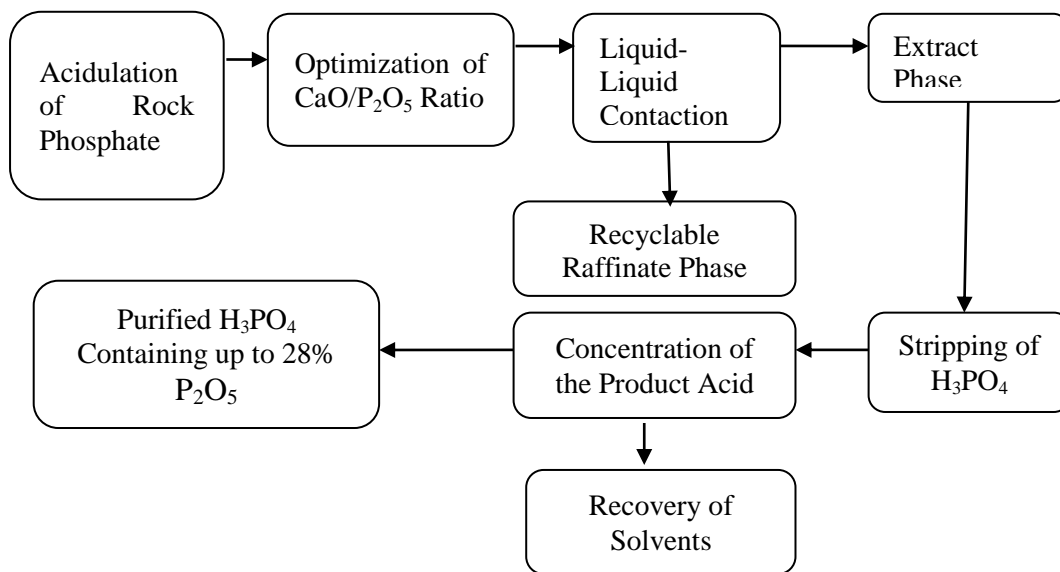 Acidulation
of Rock
Phosphate
Optimization of
CaO/P₂O₅ Ratio
Liquid-
Liquid
Contaction
Extract
Phase
Recyclable
Raffinate Phase
Purified H₃PO₄
Containing up to 28%
P₂O₅
Concentration of
the Product Acid
Stripping of
H₃PO₄
Recovery of
Solvents